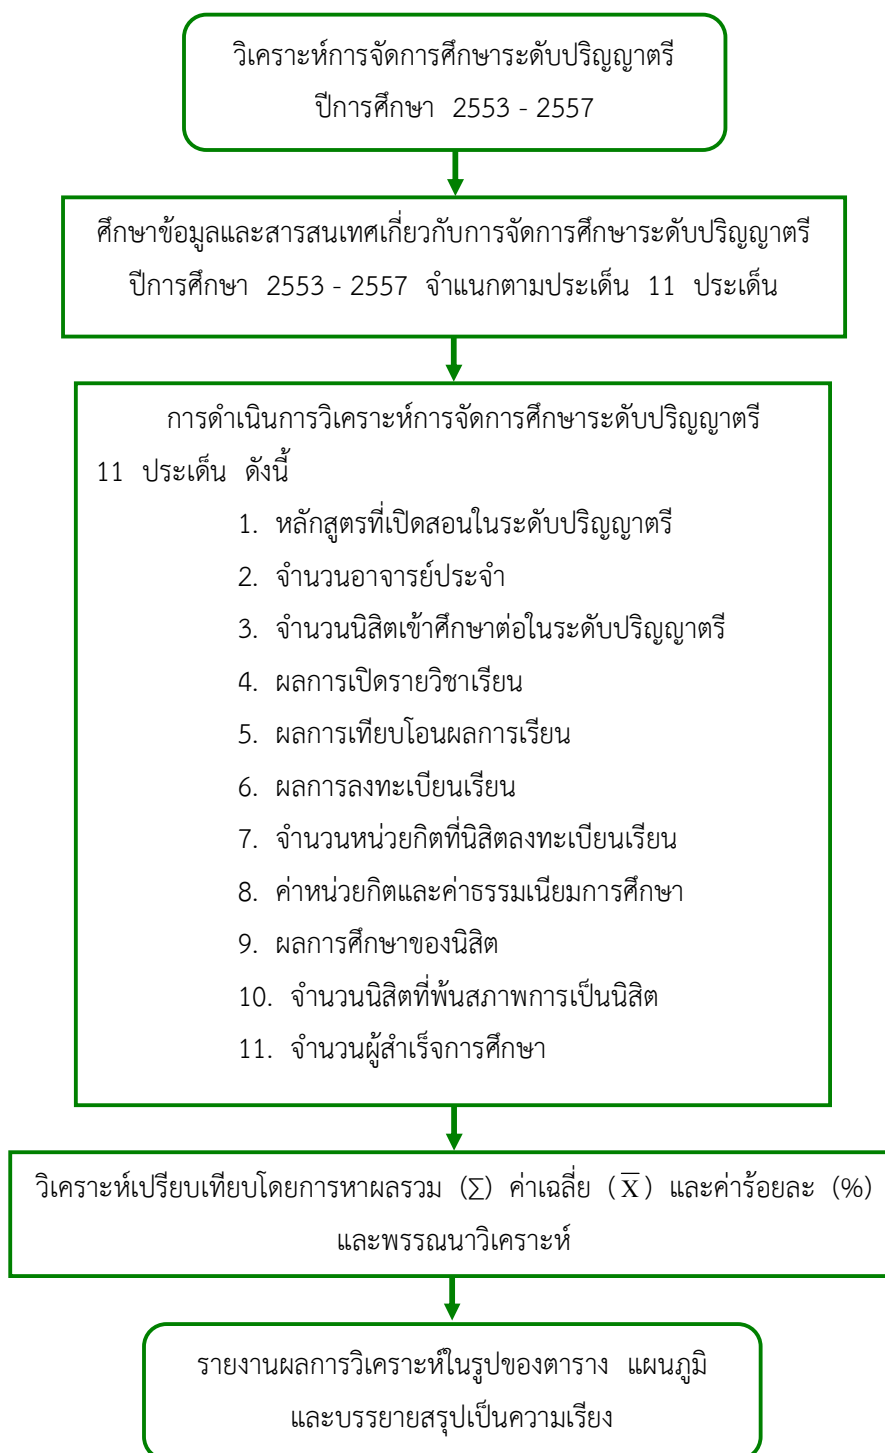 วิเคราะห์การจัดการศึกษาระดับปริญญาตรี
ปีการศึกษา 2553 - 2557
ศึกษาข้อมูลและสารสนเทศเกี่ยวกับการจัดการศึกษาระดับปริญญาตรี
ปีการศึกษา 2553 - 2557 จำแนกตามประเด็น 11 ประเด็น
การดำเนินการวิเคราะห์การจัดการศึกษาระดับปริญญาตรี
11 ประเด็น ดังนี้
1. หลักสูตรที่เปิดสอนในระดับปริญญาตรี
2. จำนวนอาจารย์ประจำ
3. จำนวนนิสิตเข้าศึกษาต่อในระดับปริญญาตรี
4. ผลการเปิดรายวิชาเรียน
5. ผลการเทียบโอนผลการเรียน
6. ผลการลงทะเบียนเรียน
7. จำนวนหน่วยกิตที่นิสิตลงทะเบียนเรียน
8. ค่าหน่วยกิตและค่าธรรมเนียมการศึกษา
9. ผลการศึกษาของนิสิต
10. จำนวนนิสิตที่พ้นสภาพการเป็นนิสิต
11. จำนวนผู้สำเร็จการศึกษา
วิเคราะห์เปรียบเทียบโดยการหาผลรวม (∑) ค่าเฉลี่ย (X̅) และค่าร้อยละ (%)
และพรรณนาวิเคราะห์
รายงานผลการวิเคราะห์ในรูปของตาราง แผนภูมิ
และบรรยายสรุปเป็นความเรียง